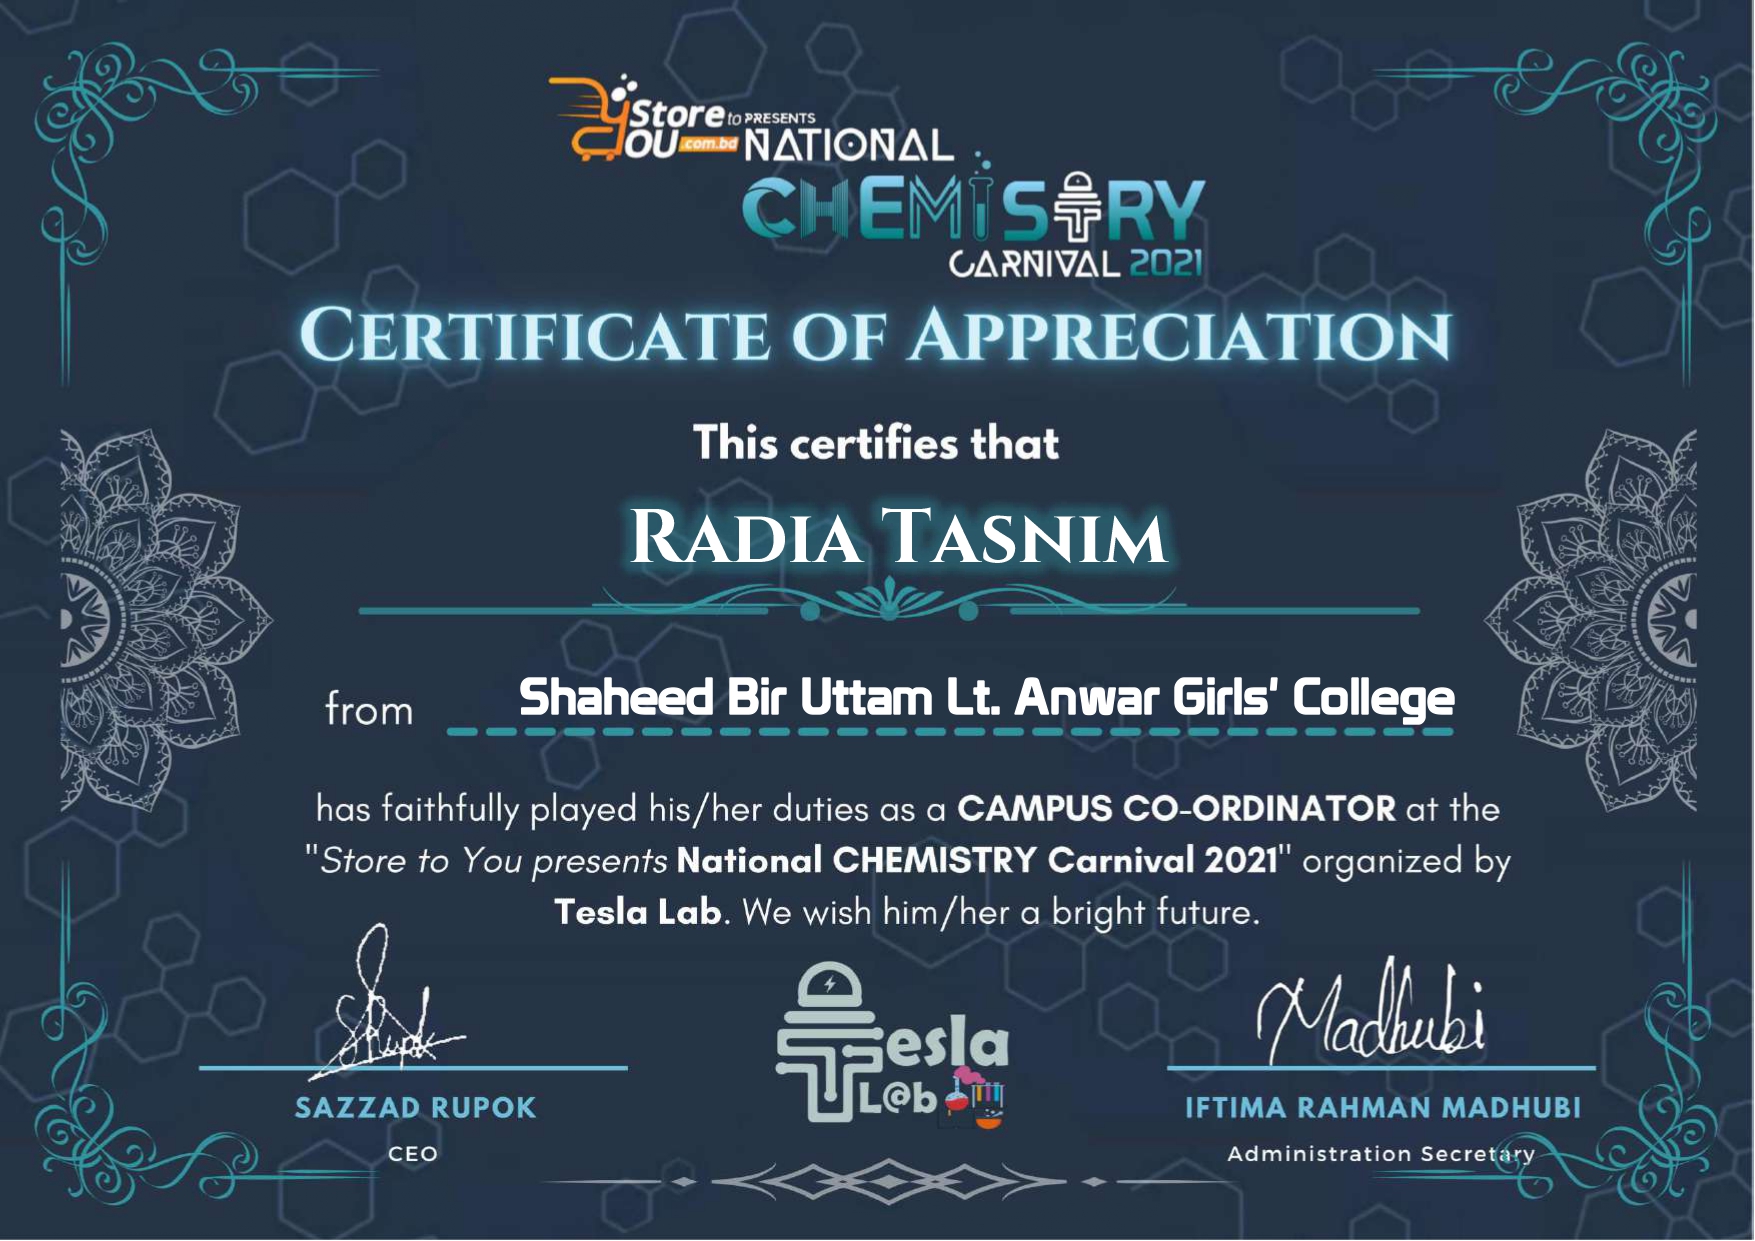 Store to PRESENTS
YOU .com.bd NATIONAL
CHEMISTRY
CARNIVAL 2021
CERTIFICATE OF APPRECIATION
This certifies that
RADIA TASNIM
from Shaheed Bir Uttam Lt. Anwar Girls' College
has faithfully played his/her duties as a CAMPUS CO-ORDINATOR at the
"Store to You presents National CHEMISTRY Carnival 2021" organized by
Tesla Lab. We wish him/her a bright future.
Rupok
Madhubi
Tesla
L@b
SAZZAD RUPOK
CEO
IFTIMA RAHMAN MADHUBI
Administration Secretary